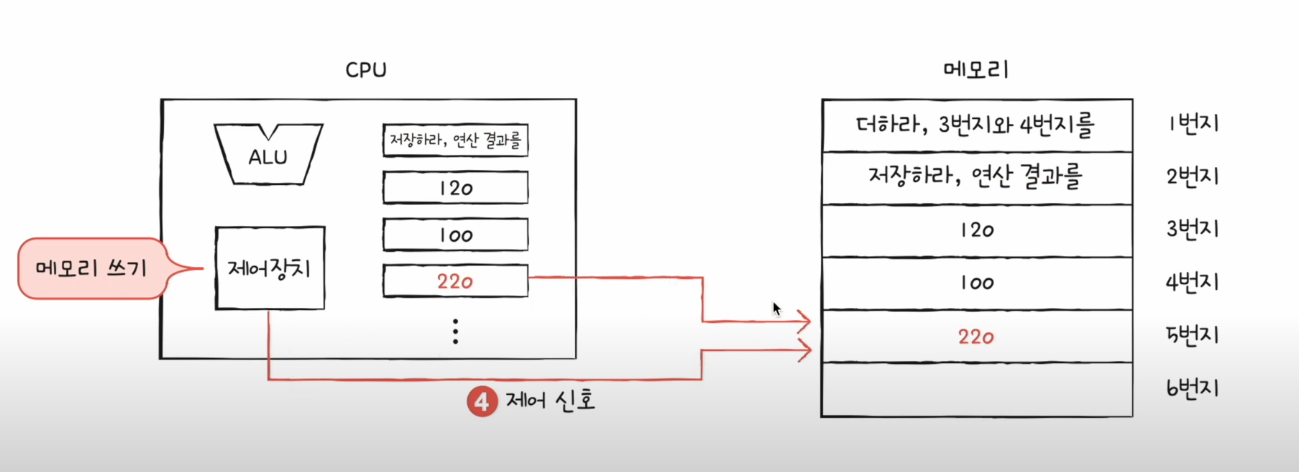 CPU
메모리
ALU
저장하라, 연산 결과를
120
100
220
⋮
제어장치
메모리 쓰기
4 제어 신호
더하라, 3번지와 4번지를
1번지
저장하라, 연산 결과를
2번지
120
3번지
100
4번지
220
5번지
6번지